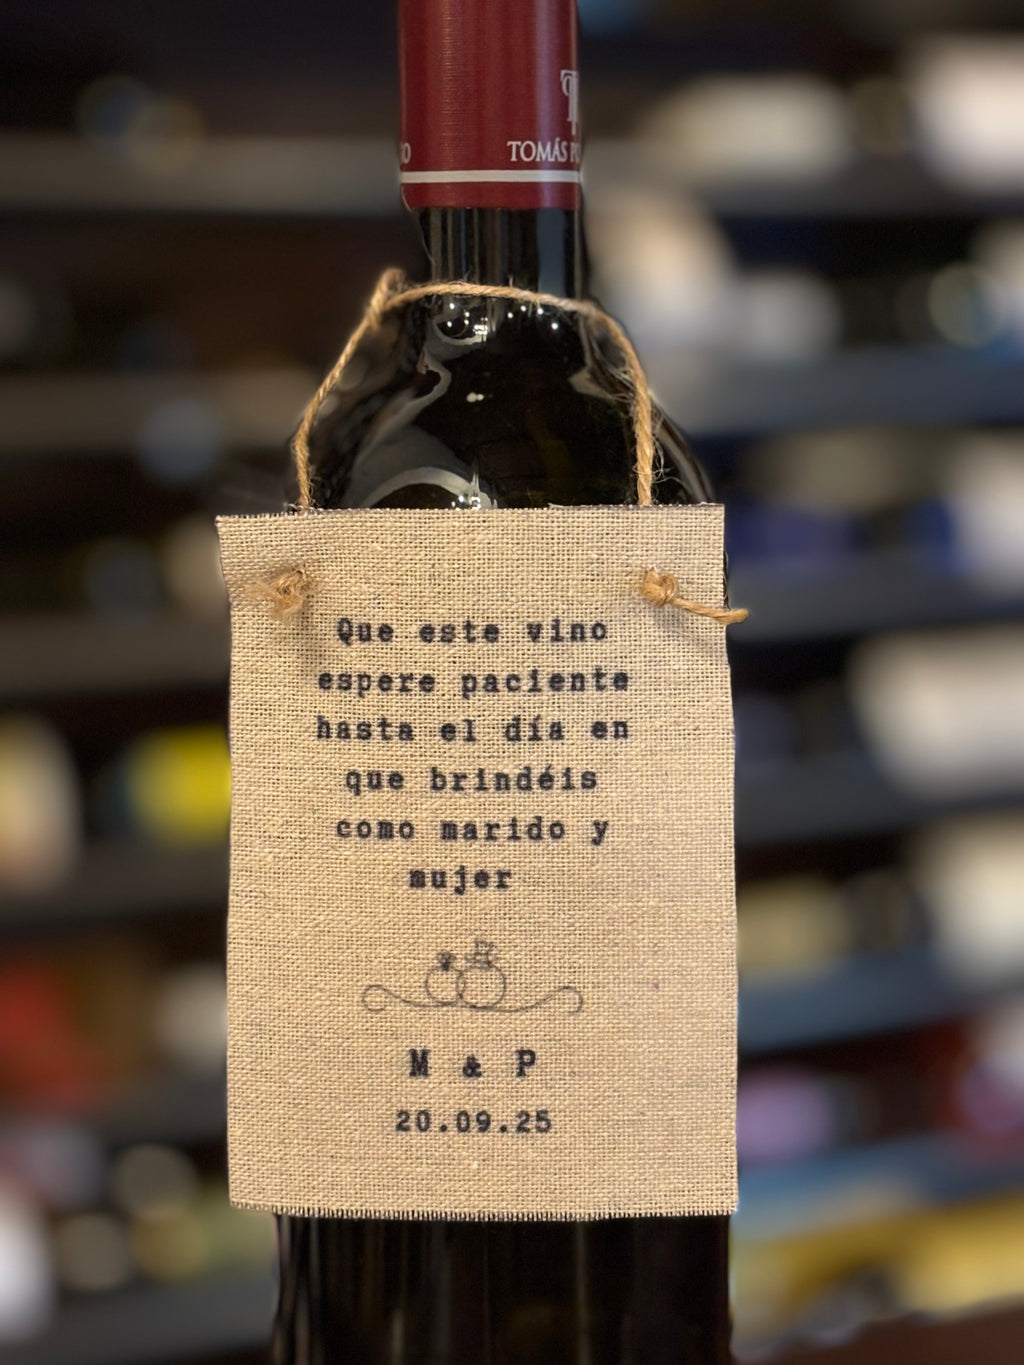 TOMÁS
Que este vino
espere paciente
hasta el día en
que brindéis
como marido y
mujer
M & P
20.09.25